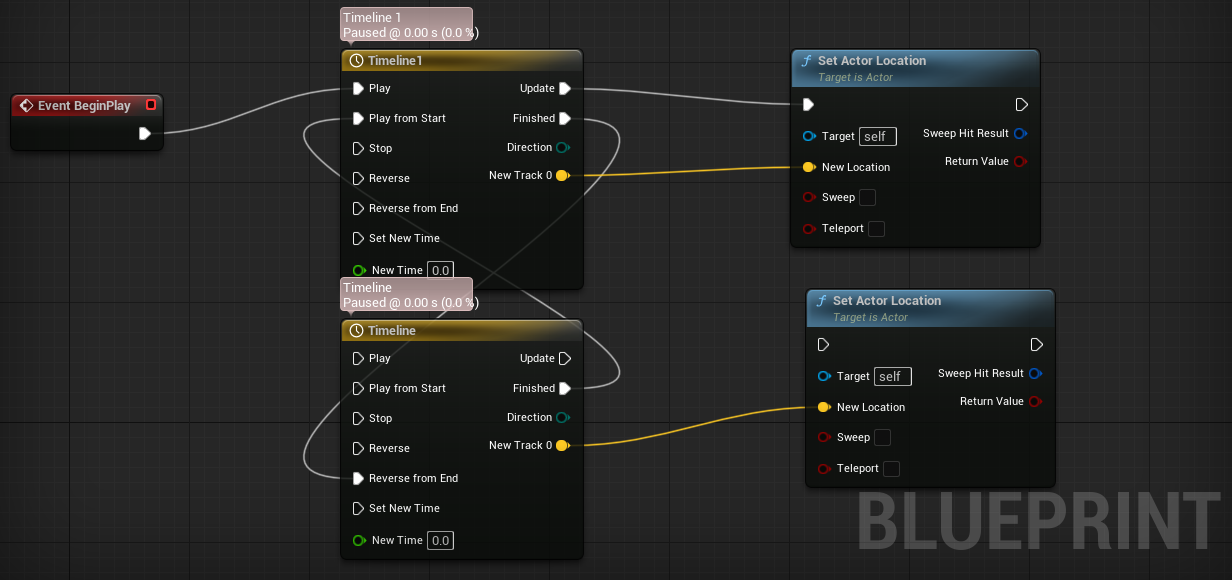 Timeline 1
Paused @ 0.00 s (0.0 %)
Timeline1
Play
Update
Play from Start
Finished
Stop
Direction
Reverse
New Track 0
Reverse from End
Set New Time
New Time 0.0
Event BeginPlay
Set Actor Location
Target is Actor
Target self
Sweep Hit Result
Return Value
New Location
Sweep
Teleport
Timeline
Paused @ 0.00 s (0.0 %)
Timeline
Play
Update
Play from Start
Finished
Stop
Direction
Reverse
New Track 0
Reverse from End
Set New Time
New Time 0.0
Set Actor Location
Target is Actor
Target self
Sweep Hit Result
Return Value
New Location
Sweep
Teleport
BLUEPRINT